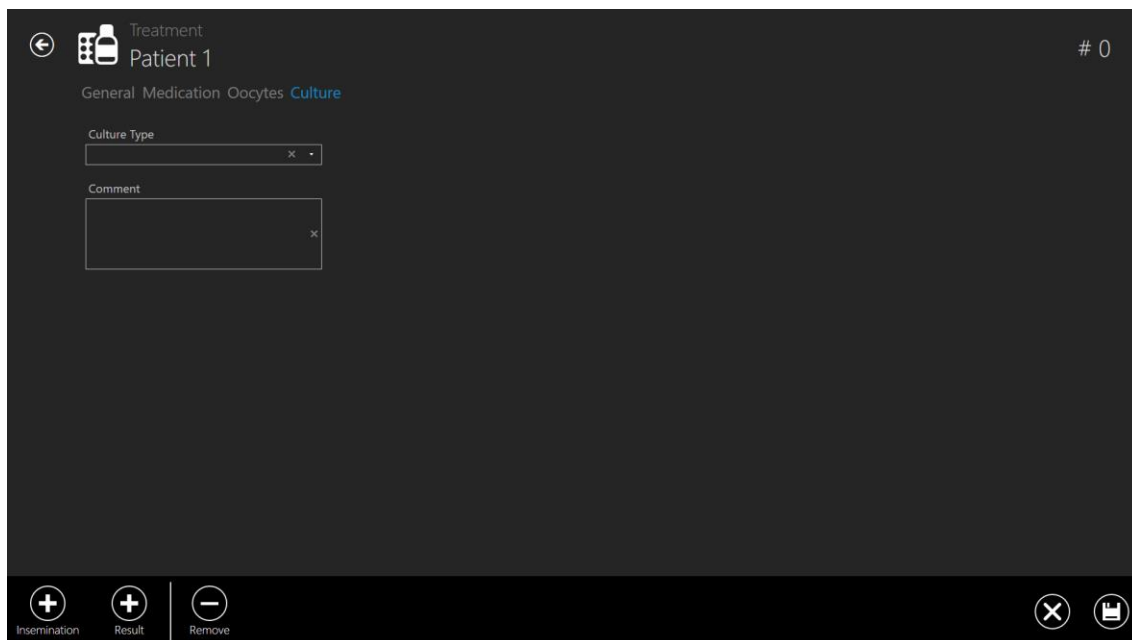 Treatment
Patient 1
# 0
General Medication Oocytes Culture
Culture Type
Comment
Insemination Result Remove